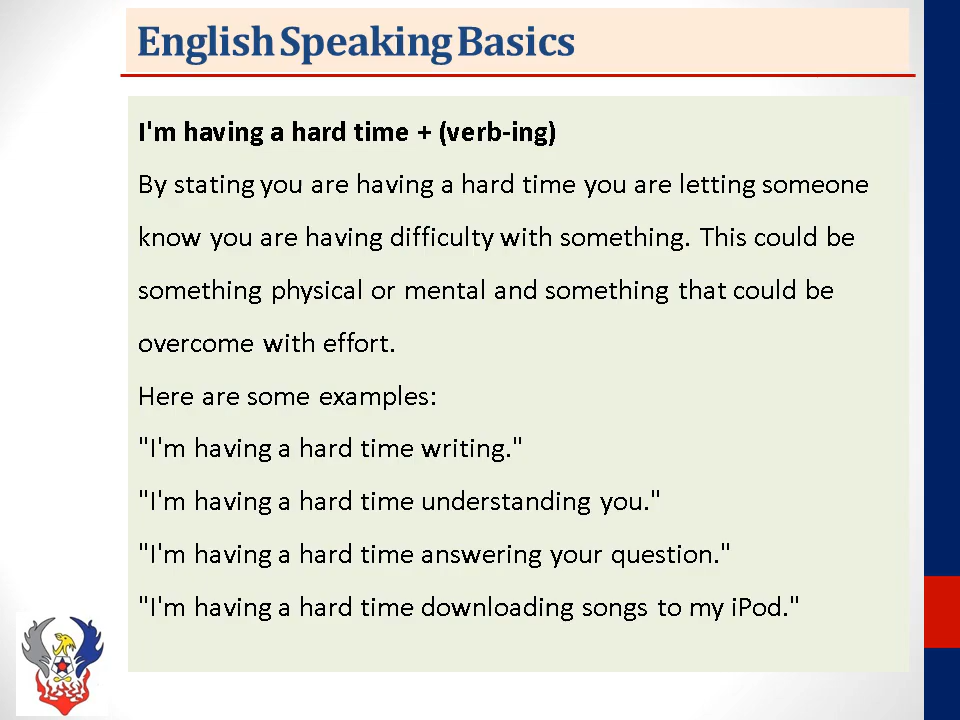 English Speaking Basics
I'm having a hard time + (verb-ing)
By stating you are having a hard time you are letting someone
know you are having difficulty with something. This could be
something physical or mental and something that could be
overcome with effort.
Here are some examples:
"I'm having a hard time writing."
"I'm having a hard time understanding you."
"I'm having a hard time answering your question."
"I'm having a hard time downloading songs to my iPod."